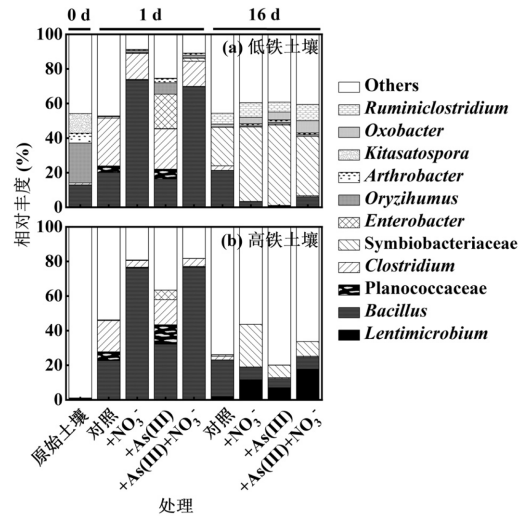 0 d 1 d 16 d
100
80
60
40
20
0
(a) 低铁土壤
100
80
60
40
20
0
(b) 高铁土壤
相对丰度 (%)
原始土壤
对照
+NO₃⁻
+As(III)
+As(III)+NO₃⁻
对照
+NO₃⁻
+As(III)
+As(III)+NO₃⁻
处理
Others
Ruminiclostridium
Oxobacter
Kitasatospora
Arthrobacter
Oryzihumus
Enterobacter
Symbiobacteriaceae
Clostridium
Planococcaceae
Bacillus
Lentimicrobium